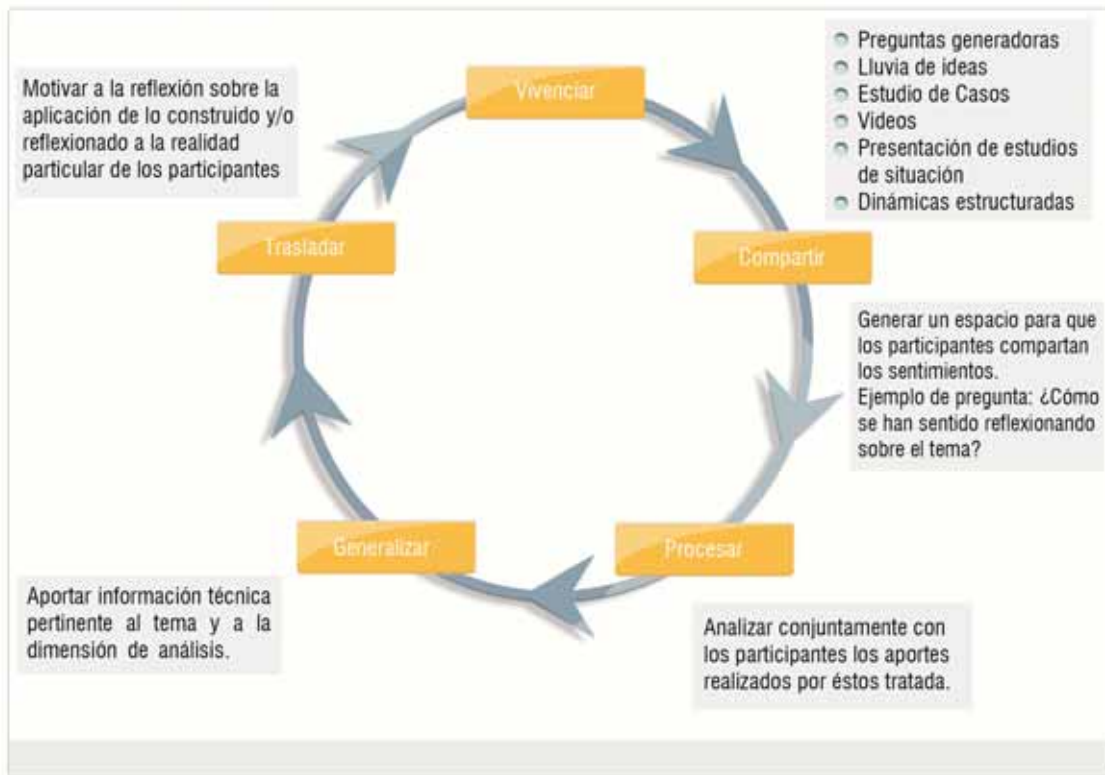 Vivenciar
Preguntas generadoras
Lluvia de ideas
Estudio de Casos
Videos
Presentación de estudios
de situación
Dinámicas estructuradas
Compartir
Generar un espacio para que
los participantes compartan
los sentimientos.
Ejemplo de pregunta: ¿Cómo
se han sentido reflexionando
sobre el tema?
Procesar
Analizar conjuntamente con
los participantes los aportes
realizados por éstos tratada.
Generalizar
Aportar información técnica
pertinente al tema y a la
dimensión de análisis.
Trasladar
Motivar a la reflexión sobre la
aplicación de lo construido y/o
reflexionado a la realidad
particular de los participantes